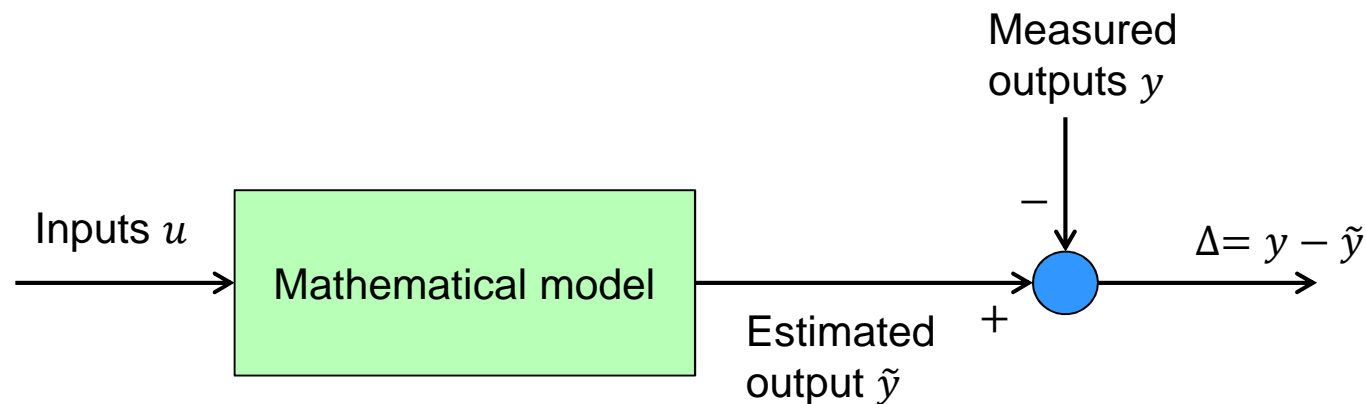 Measured
outputs y
−
Inputs u
Δ= y − ỹ
Mathematical model
+
Estimated
output ỹ